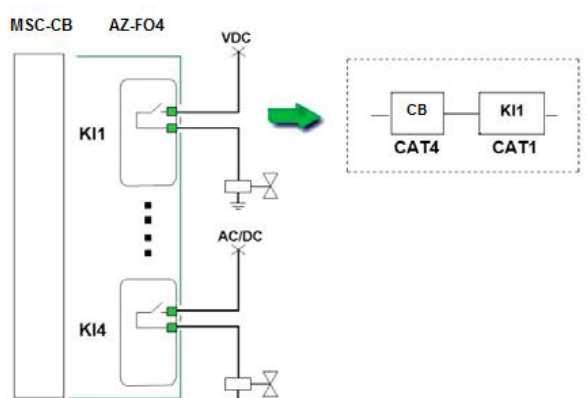 MSC-CB AZ-FO4
VDC
KI1
CB KI1
CAT4 CAT1
AC/DC
KI4